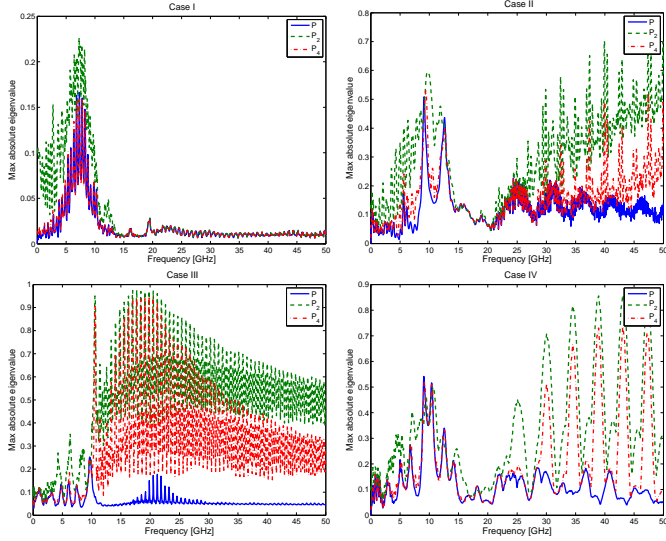 Case I
P
P2
P4
Max absolute eigenvalue
0.25
0.2
0.15
0.1
0.05
0
0 5 10 15 20 25 30 35 40 45 50
Frequency [GHz]
Case II
P
P2
P4
Max absolute eigenvalue
0.8
0.7
0.6
0.5
0.4
0.3
0.2
0.1
0
0 5 10 15 20 25 30 35 40 45 50
Frequency [GHz]
Case III
P
P2
P4
Max absolute eigenvalue
1
0.9
0.8
0.7
0.6
0.5
0.4
0.3
0.2
0.1
0
0 5 10 15 20 25 30 35 40 45 50
Frequency [GHz]
Case IV
P
P2
P4
Max absolute eigenvalue
0.9
0.8
0.7
0.6
0.5
0.4
0.3
0.2
0.1
0
0 5 10 15 20 25 30 35 40 45 50
Frequency [GHz]